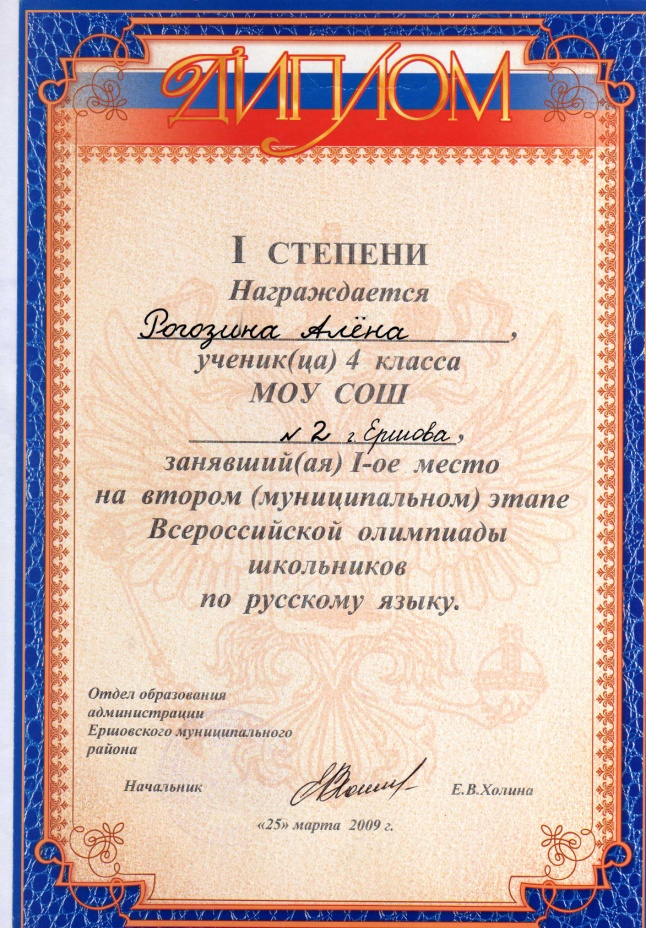 ДИПЛОМ
I СТЕПЕНИ
Награждается
Рогозина Алёна,
ученик(ца) 4 класса
МОУ СОШ
№ 2 г. Ершова,
занявший(ая) I-ое место
на втором (муниципальном) этапе
Всероссийской олимпиады
школьников
по русскому языку.
Отдел образования
администрации
Ершовского муниципального
района
Начальник Е.В.Холина
«25» марта 2009 г.